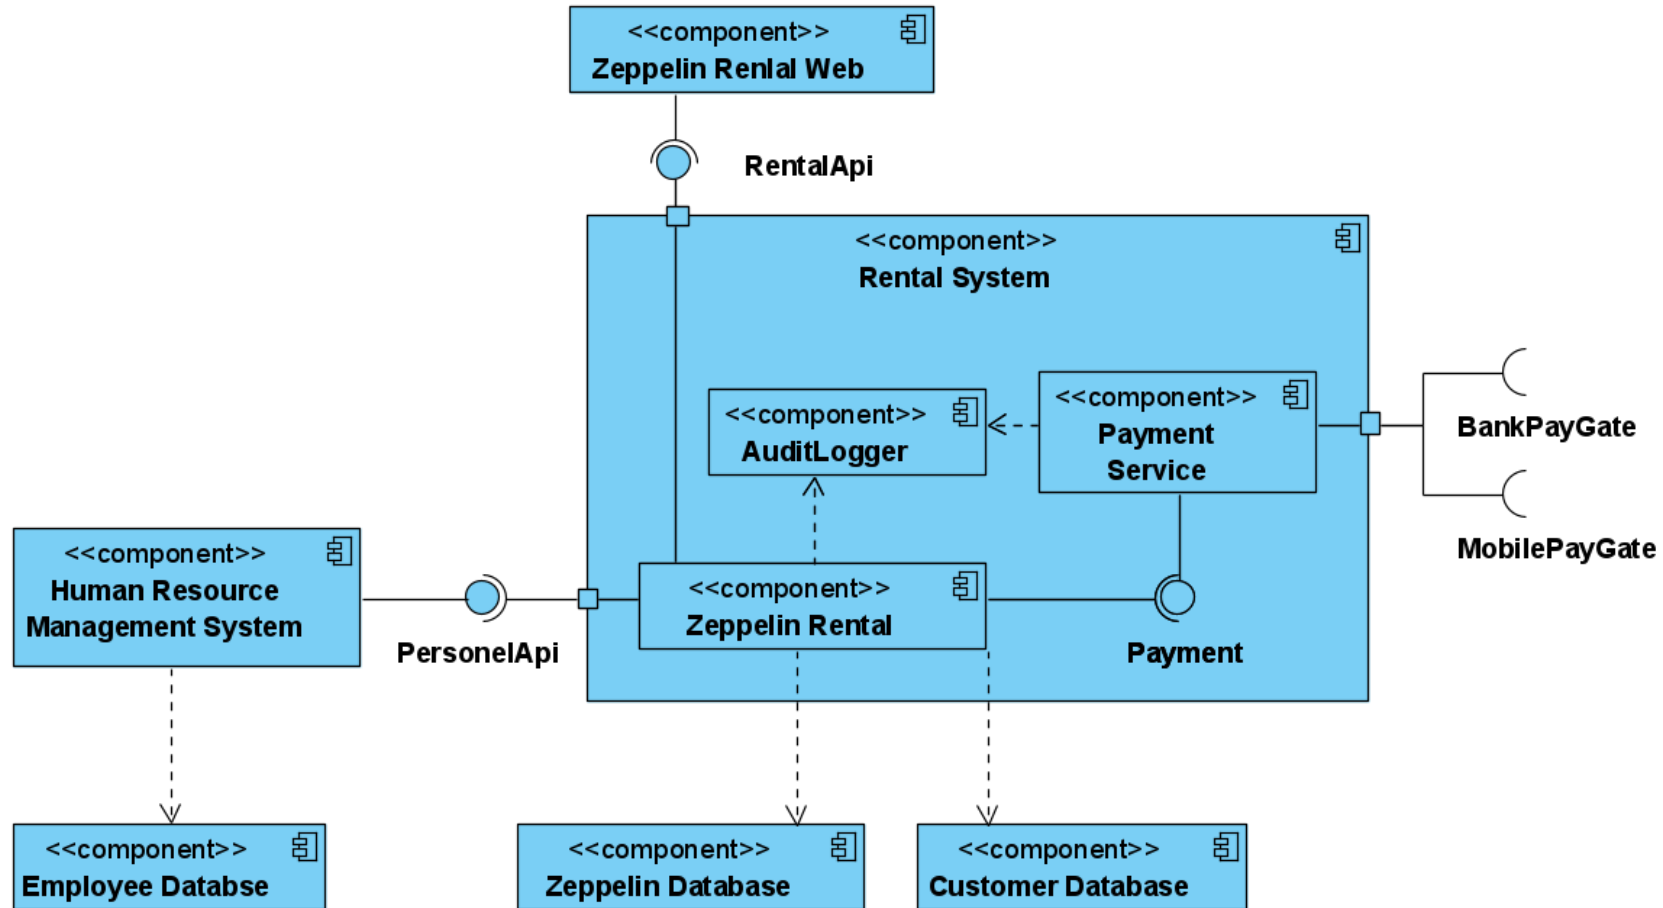 <<component>>
Zeppelin Renlal Web
RentalApi
<<component>>
Rental System
<<component>>
AuditLogger
<<component>>
Payment
Service
BankPayGate
MobilePayGate
<<component>>
Human Resource
Management System
PersonelApi
<<component>>
Zeppelin Rental
Payment
<<component>>
Employee Databse
<<component>>
Zeppelin Database
<<component>>
Customer Database